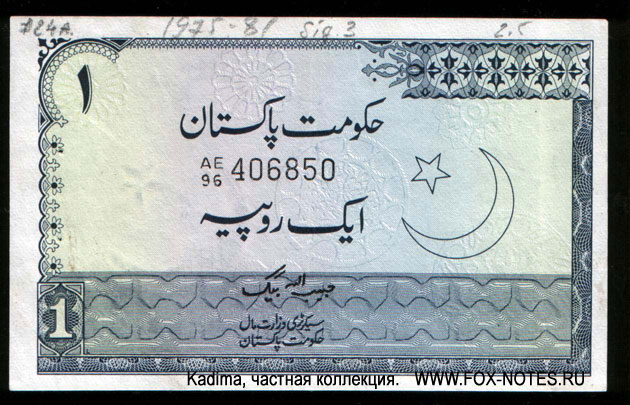 #24A. 1975-81 Sig.3 2.5
۱
حکومت پاکستان
AE
96 406850
ایک روپیہ
حبیب اللہ بیگ
1
سیکرٹری وزارت مال
حکومت پاکستان
Kadima, частная коллекция. WWW.FOX-NOTES.RU